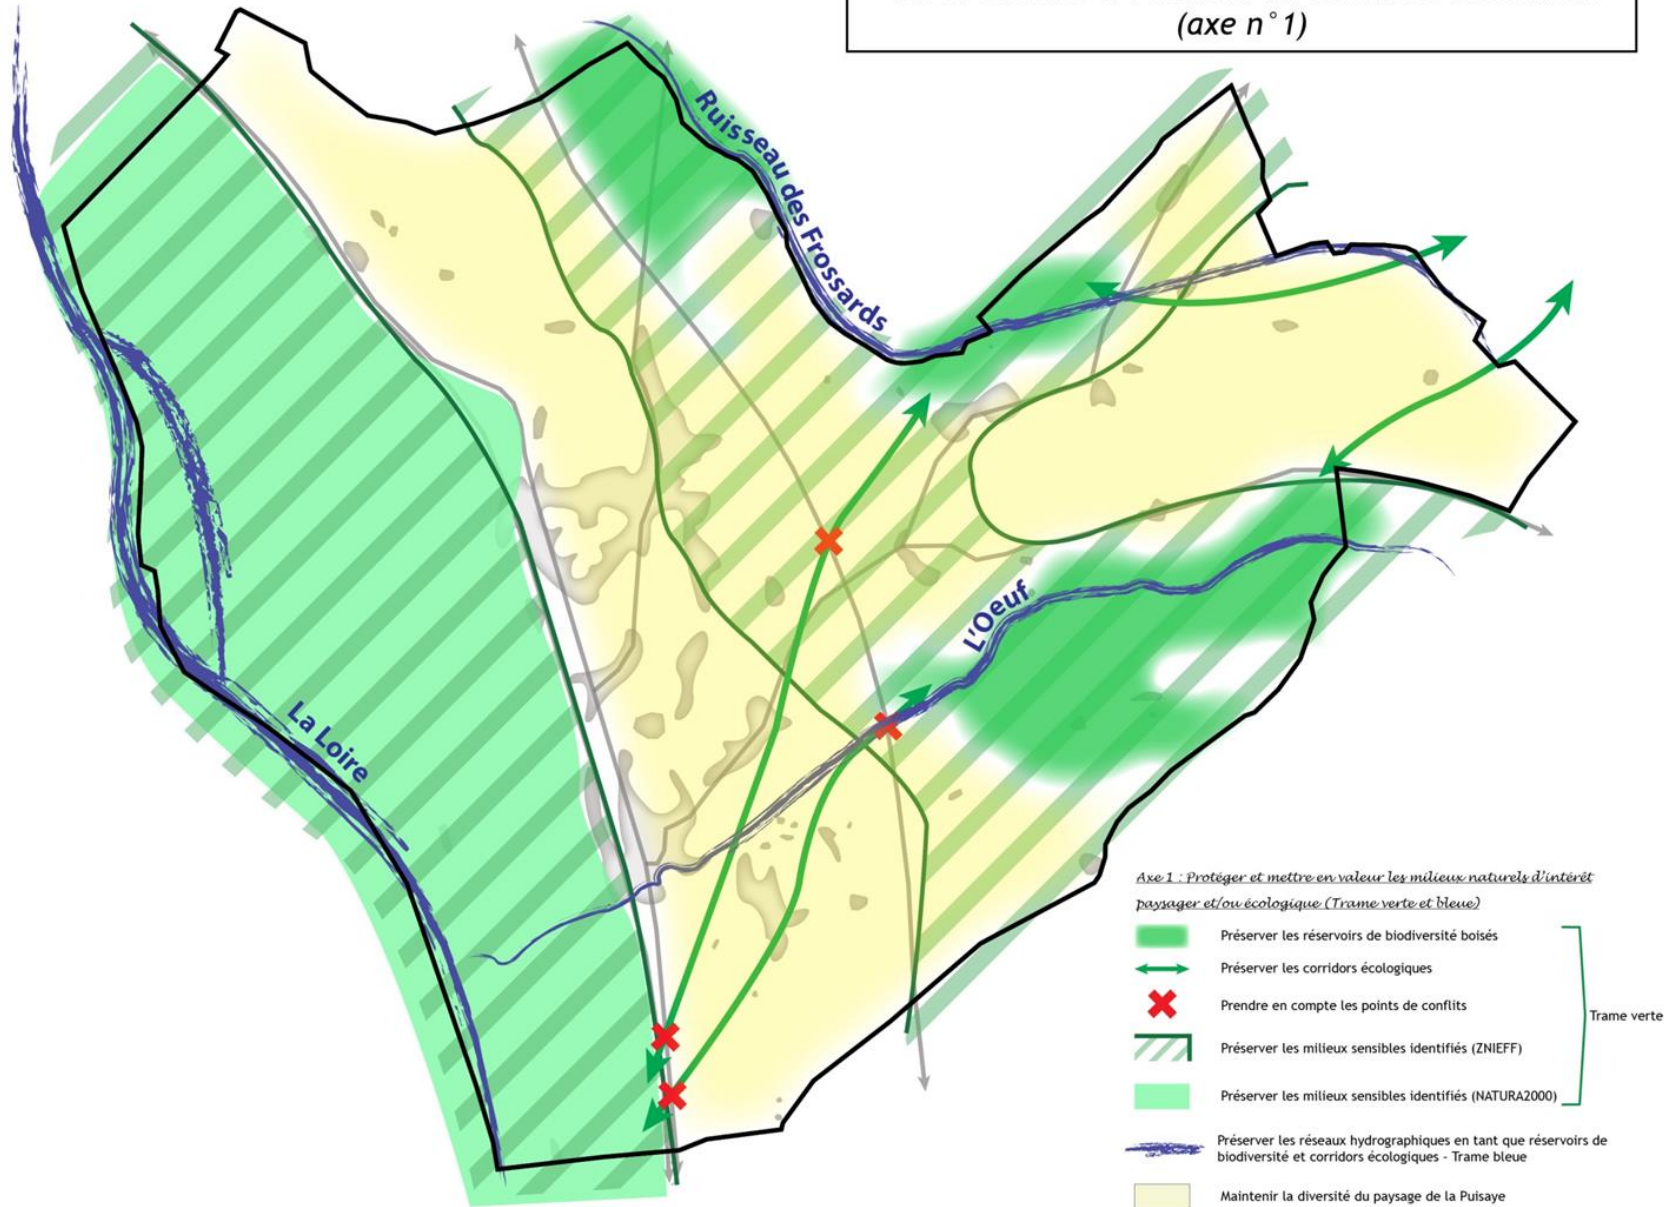 (axe n°1)
Ruisseau des Frossards
L'Oeuf
La Loire
Axe 1 : Protéger et mettre en valeur les milieux naturels d'intérêt
paysager et/ou écologique (Trame verte et bleue)
Préserver les réservoirs de biodiversité boisés
Préserver les corridors écologiques
Prendre en compte les points de conflits
Trame verte
Préserver les milieux sensibles identifiés (ZNIEFF)
Préserver les milieux sensibles identifiés (NATURA2000)
Préserver les réseaux hydrographiques en tant que réservoirs de
biodiversité et corridors écologiques - Trame bleue
Maintenir la diversité du paysage de la Puisaye